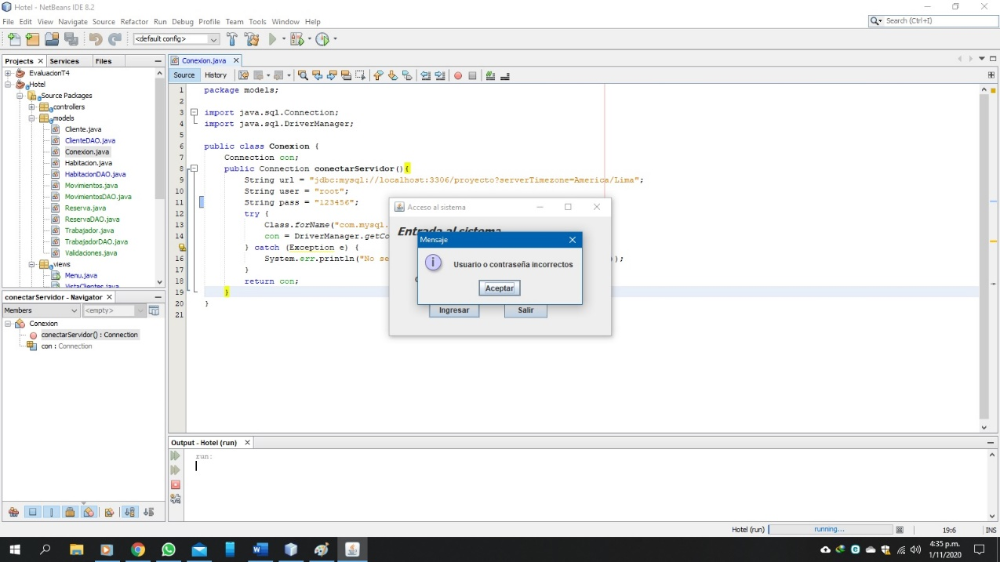 Hotel - NetBeans IDE 8.2
File Edit View Navigate Source Refactor Run Debug Profile Team Tools Window Help
Search (Ctrl+I)
<default config>
Projects Services Files
Conexion.java
Source History
EvaluacionT4
Hotel
Source Packages
controllers
models
Cliente.java
ClienteDAO.java
Conexion.java
Habitacion.java
HabitacionDAO.java
Movimientos.java
MovimientosDAO.java
Reserva.java
ReservaDAO.java
Trabajador.java
TrabajadorDAO.java
Validaciones.java
views
Menu.java
VistaClientes.java
1 package models;
2
3 import java.sql.Connection;
4 import java.sql.DriverManager;
5
6 public class Conexion {
7 Connection con;
8 public Connection conectarServidor(){
9 String url = "jdbc:mysql://localhost:3306/proyecto?serverTimezone=America/Lima";
10 String user = "root";
11 String pass = "123456";
12 try {
13 Class.forName("com.mysql.
14 con = DriverManager.getCo
} catch (Exception e) {
16 System.err.println("No se );
17 }
18 return con;
19 }
20 }
21
Acceso al sistema
Entrada al sistema
Mensaje
Usuario o contraseña incorrectos
Aceptar
Ingresar Salir
conectarServidor - Navigator
Members <empty>
Conexion
conectarServidor() : Connection
con : Connection
Output - Hotel (run)
run:
Hotel (run) running... 19:6 INS
4:35 p.m.
1/11/2020